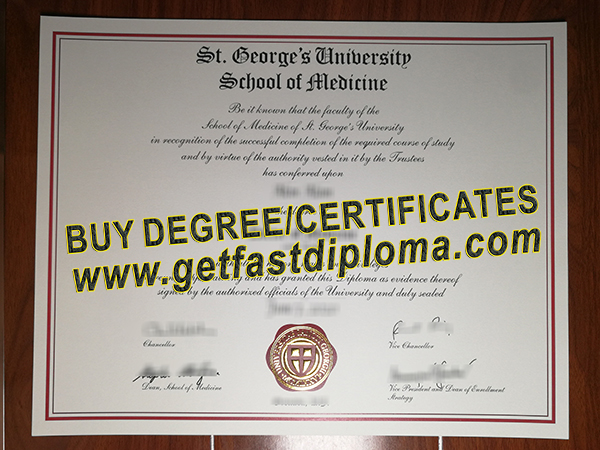 St. George's University
School of Medicine
Be it known that the faculty of the
School of Medicine of St. George's University
in recognition of the successful completion of the required course of study
and by virtue of the authority vested in it by the Trustees
has conferred upon
BUY DEGREE/CERTIFICATES
www.getfastdiploma.com
and has granted this Diploma as evidence thereof
signed by the authorized officials of the University and duly sealed
Chancellor
Vice Chancellor
Dean, School of Medicine
Vice President and Dean of Enrollment
Strategy